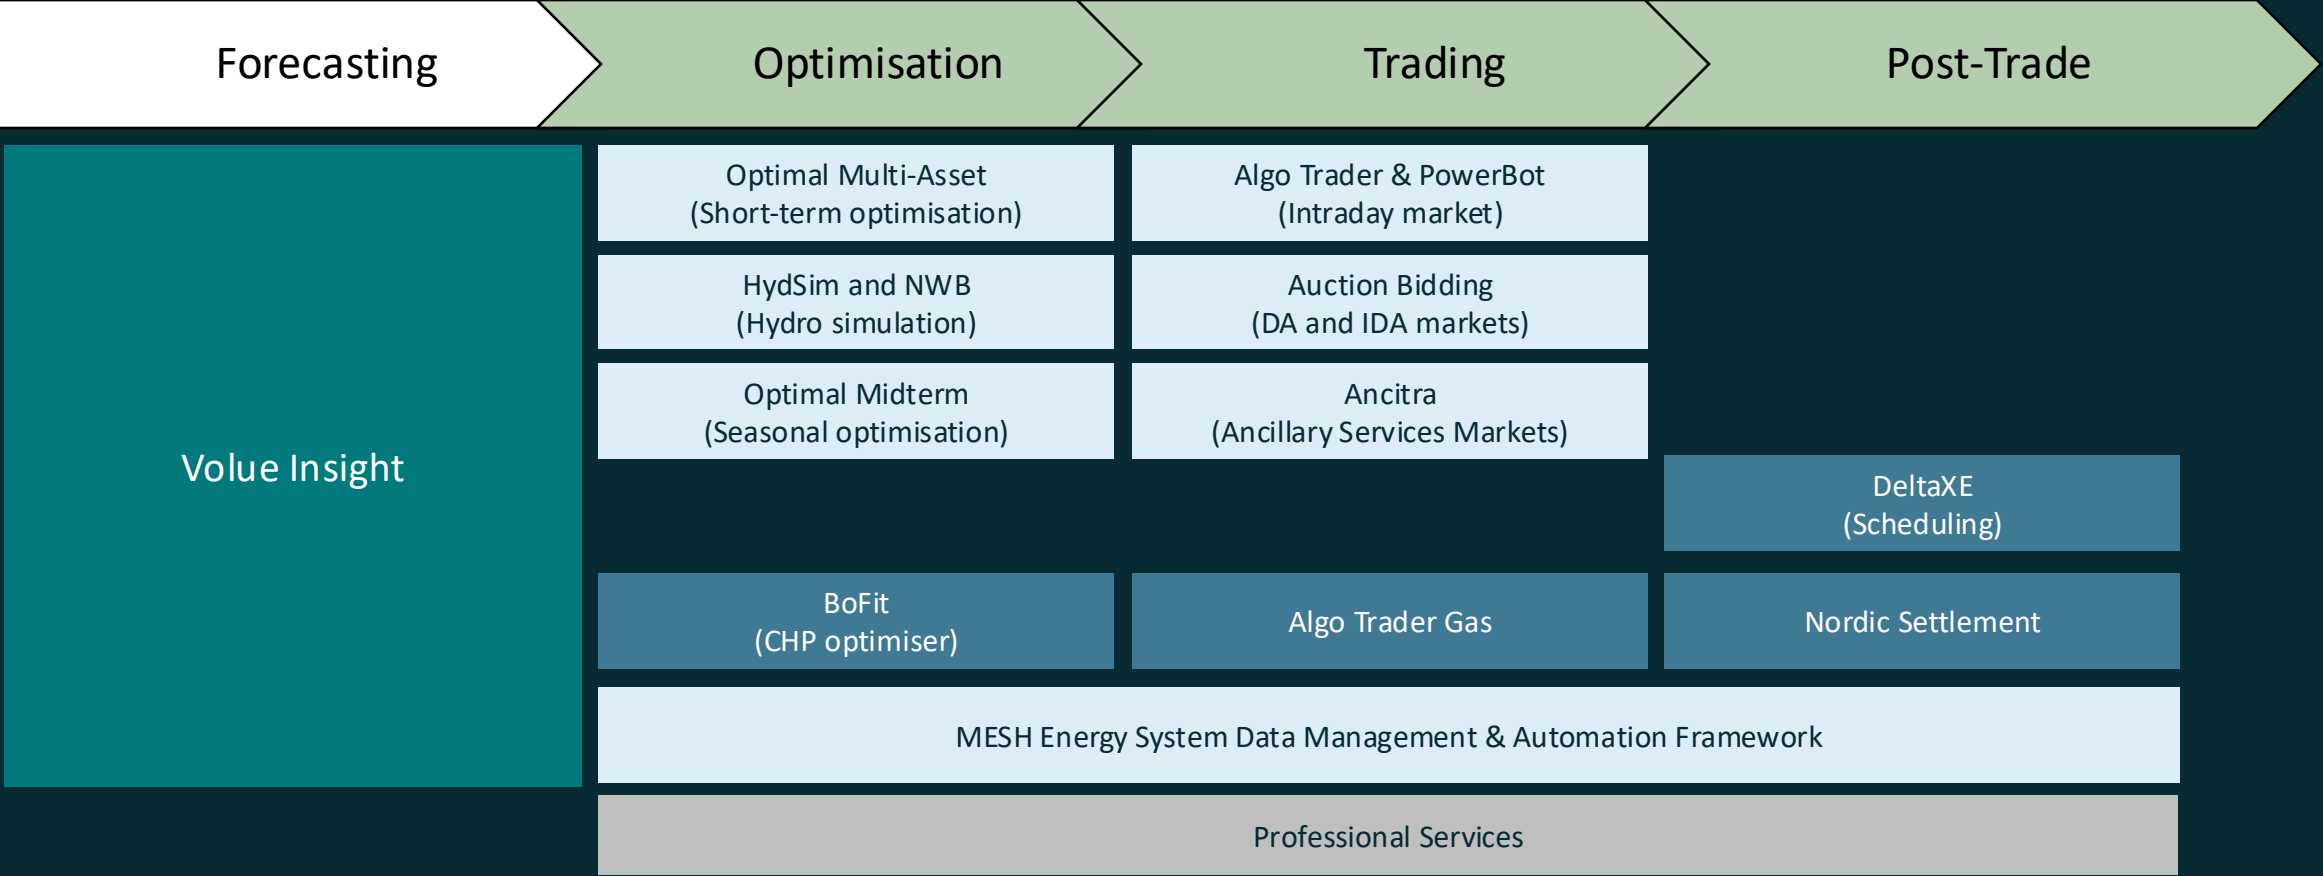 Forecasting
Optimisation
Trading
Post-Trade
Volue Insight
Optimal Multi-Asset
(Short-term optimisation)
Algo Trader & PowerBot
(Intraday market)
HydSim and NWB
(Hydro simulation)
Auction Bidding
(DA and IDA markets)
Optimal Midterm
(Seasonal optimisation)
Ancitra
(Ancillary Services Markets)
DeltaXE
(Scheduling)
BoFit
(CHP optimiser)
Algo Trader Gas
Nordic Settlement
MESH Energy System Data Management & Automation Framework
Professional Services